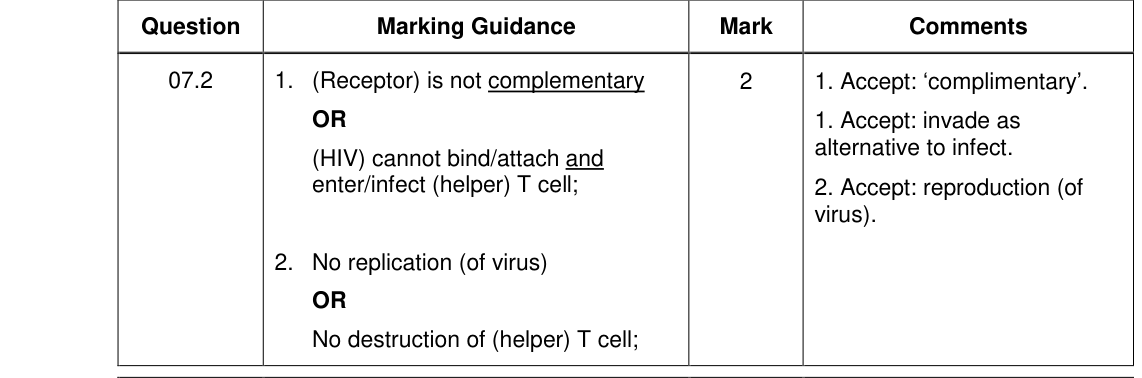 Question Marking Guidance Mark Comments
07.2 1. (Receptor) is not complementary 2 1. Accept: ‘complimentary’.
OR
(HIV) cannot bind/attach and
enter/infect (helper) T cell;
1. Accept: invade as
alternative to infect.
2. Accept: reproduction (of
virus).
2. No replication (of virus)
OR
No destruction of (helper) T cell;